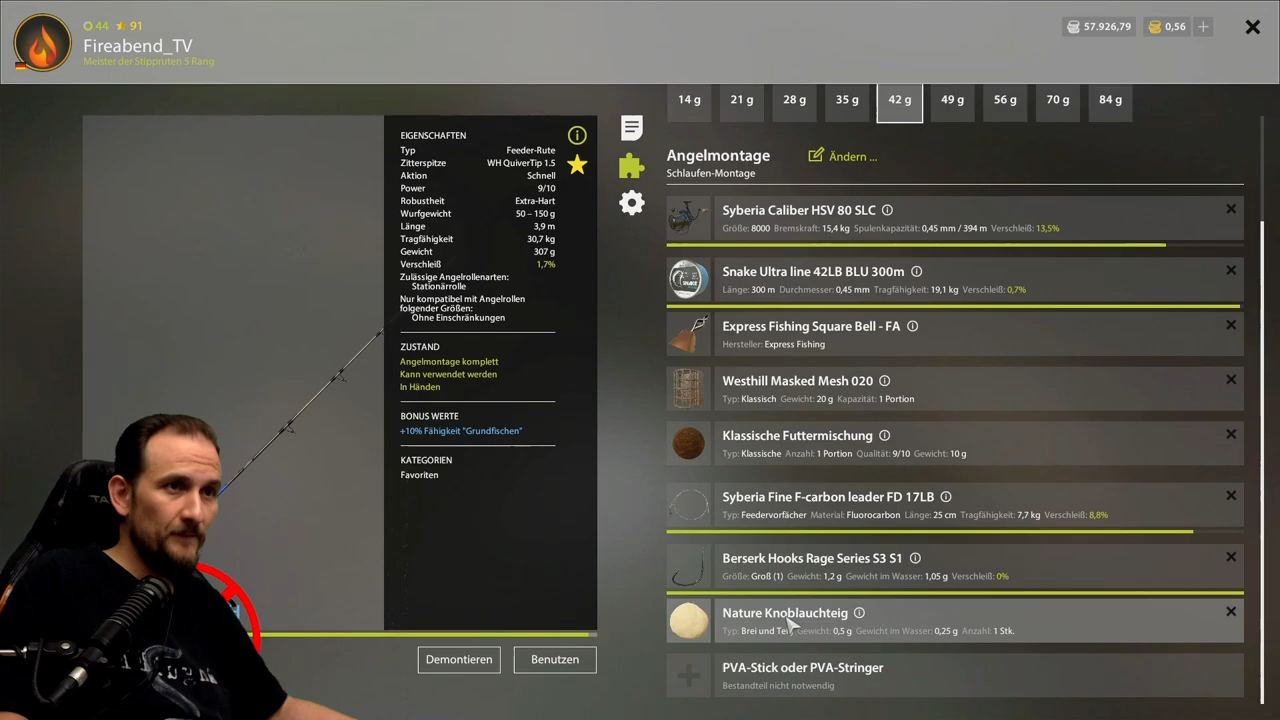 44 91
Fireabend_TV
Meister der Stippruten 5 Rang
57.926,79
0,56
14 g
21 g
28 g
35 g
42 g
49 g
56 g
70 g
84 g
EIGENSCHAFTEN
Typ Feeder-Rute
Zitterspitze WH QuiverTip 1.5
Aktion Schnell
Power 9/10
Robustheit Extra-Hart
Wurfgewicht 50 – 150 g
Länge 3,9 m
Tragfähigkeit 30,7 kg
Gewicht 307 g
Verschleiß 1,7%
Zulässige Angelrollenarten:
Stationärrolle
Nur kompatibel mit Angelrollen
folgender Größen:
Ohne Einschränkungen
ZUSTAND
Angelmontage komplett
Kann verwendet werden
In Händen
BONUS WERTE
+10% Fähigkeit "Grundfischen"
KATEGORIEN
Favoriten
Demontieren
Benutzen
Angelmontage
Ändern ...
Schlaufen-Montage
Syberia Caliber HSV 80 SLC
Größe: 8000 Bremskraft: 15,4 kg Spulenkapazität: 0,45 mm / 394 m Verschleiß: 13,5%
Snake Ultra line 42LB BLU 300m
Länge: 300 m Durchmesser: 0,45 mm Tragfähigkeit: 19,1 kg Verschleiß: 0,7%
Express Fishing Square Bell - FA
Hersteller: Express Fishing
Westhill Masked Mesh 020
Typ: Klassisch Gewicht: 20 g Kapazität: 1 Portion
Klassische Futtermischung
Typ: Klassische Anzahl: 1 Portion Qualität: 9/10 Gewicht: 10 g
Syberia Fine F-carbon leader FD 17LB
Typ: Feedervorfächer Material: Fluorocarbon Länge: 25 cm Tragfähigkeit: 7,7 kg Verschleiß: 8,8%
Berserk Hooks Rage Series S3 S1
Größe: Groß (1) Gewicht: 1,2 g Gewicht im Wasser: 1,05 g Verschleiß: 0%
Nature Knoblauchteig
Typ: Brei und Gewicht: 0,5 g Gewicht im Wasser: 0,25 g Anzahl: 1 Stk.
PVA-Stick oder PVA-Stringer
Bestandteil nicht notwendig